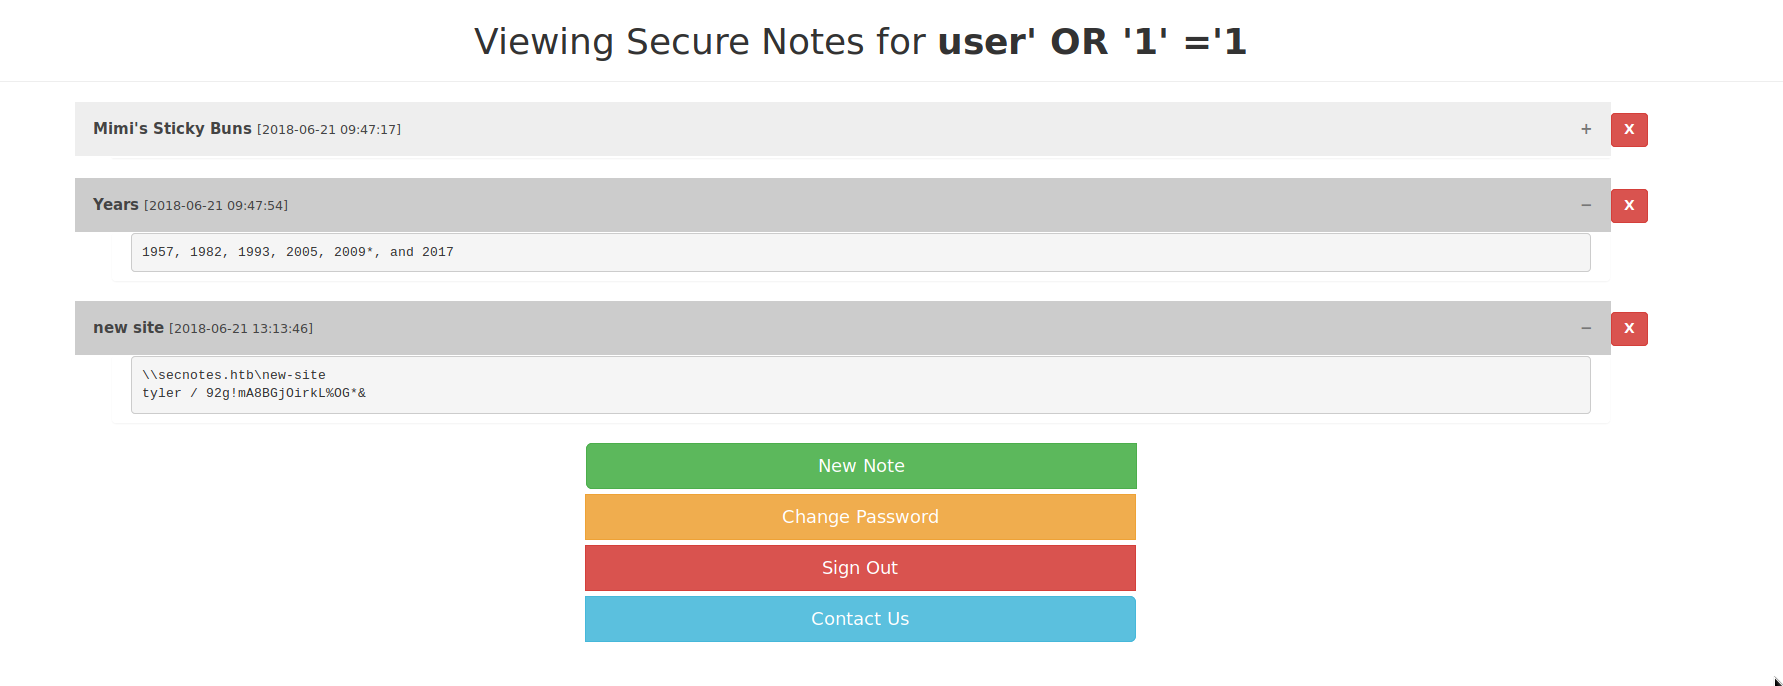 Viewing Secure Notes for user' OR '1' ='1
Mimi's Sticky Buns [2018-06-21 09:47:17] + X
Years [2018-06-21 09:47:54] − X
1957, 1982, 1993, 2005, 2009*, and 2017
new site [2018-06-21 13:13:46] − X
\\secnotes.htb\new-site
tyler / 92g!mA8BGjOirkL%OG*&
New Note
Change Password
Sign Out
Contact Us